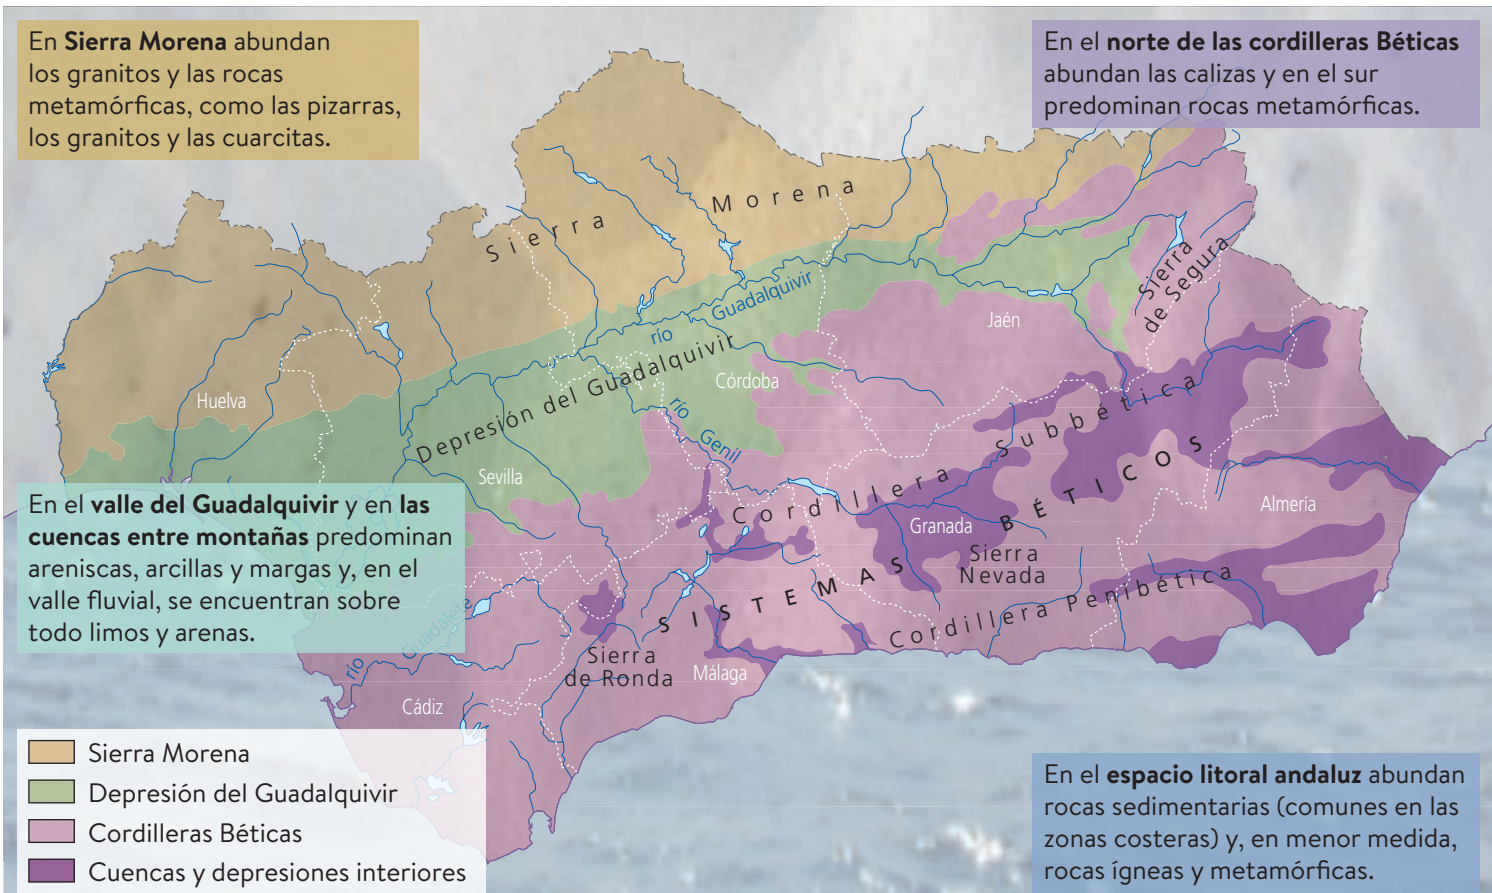 En Sierra Morena abundan
los granitos y las rocas
metamórficas, como las pizarras,
los granitos y las cuarcitas.
En el norte de las cordilleras Béticas
abundan las calizas y en el sur
predominan rocas metamórficas.
Sierra Morena
Sierra
de Segura
río Guadalquivir
Jaén
Depresión del Guadalquivir
Córdoba
Huelva
río Genil
Sevilla
Cordillera Subbética
SISTEMAS BÉTICOS
Granada
Almería
Sierra
Nevada
Cordillera Penibética
En el valle del Guadalquivir y en las
cuencas entre montañas predominan
areniscas, arcillas y margas y, en el
valle fluvial, se encuentran sobre
todo limos y arenas.
río Guadalete
Sierra
de Ronda
Málaga
Cádiz
Sierra Morena
Depresión del Guadalquivir
Cordilleras Béticas
Cuencas y depresiones interiores
En el espacio litoral andaluz abundan
rocas sedimentarias (comunes en las
zonas costeras) y, en menor medida,
rocas ígneas y metamórficas.